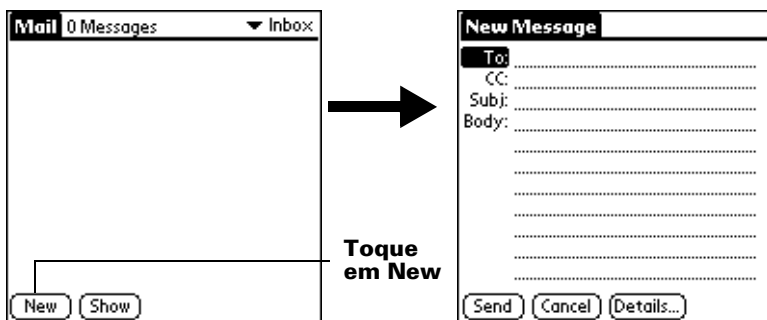 Mail 0 Messages ▼ Inbox
New Show
Toque
em New
New Message
To:
CC:
Subj:
Body:
Send Cancel Details...